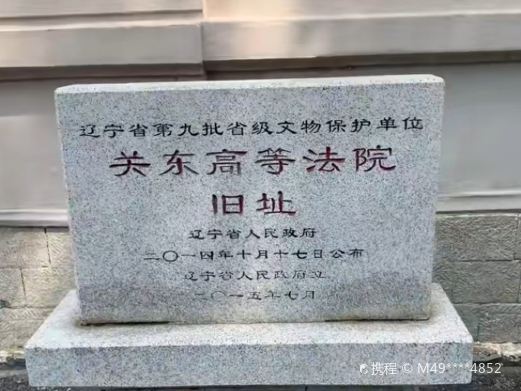 辽宁省第九批省级文物保护单位
关东高等法院
旧址
辽宁省人民政府
二〇一四年十月十七日公布
辽宁省人民政府立
二〇一五年七月
携程 © M49****4852